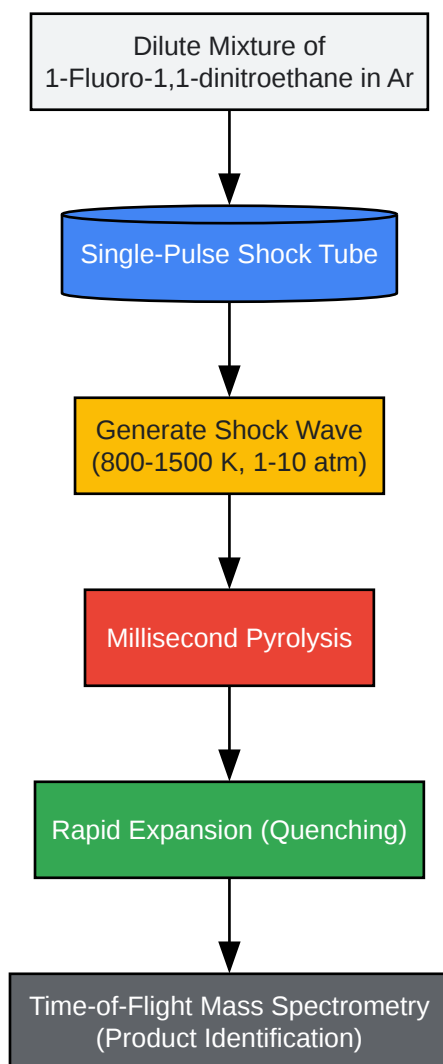 Dilute Mixture of
1-Fluoro-1,1-dinitroethane in Ar
Single-Pulse Shock Tube
Generate Shock Wave
(800-1500 K, 1-10 atm)
Millisecond Pyrolysis
Rapid Expansion (Quenching)
Time-of-Flight Mass Spectrometry
(Product Identification)